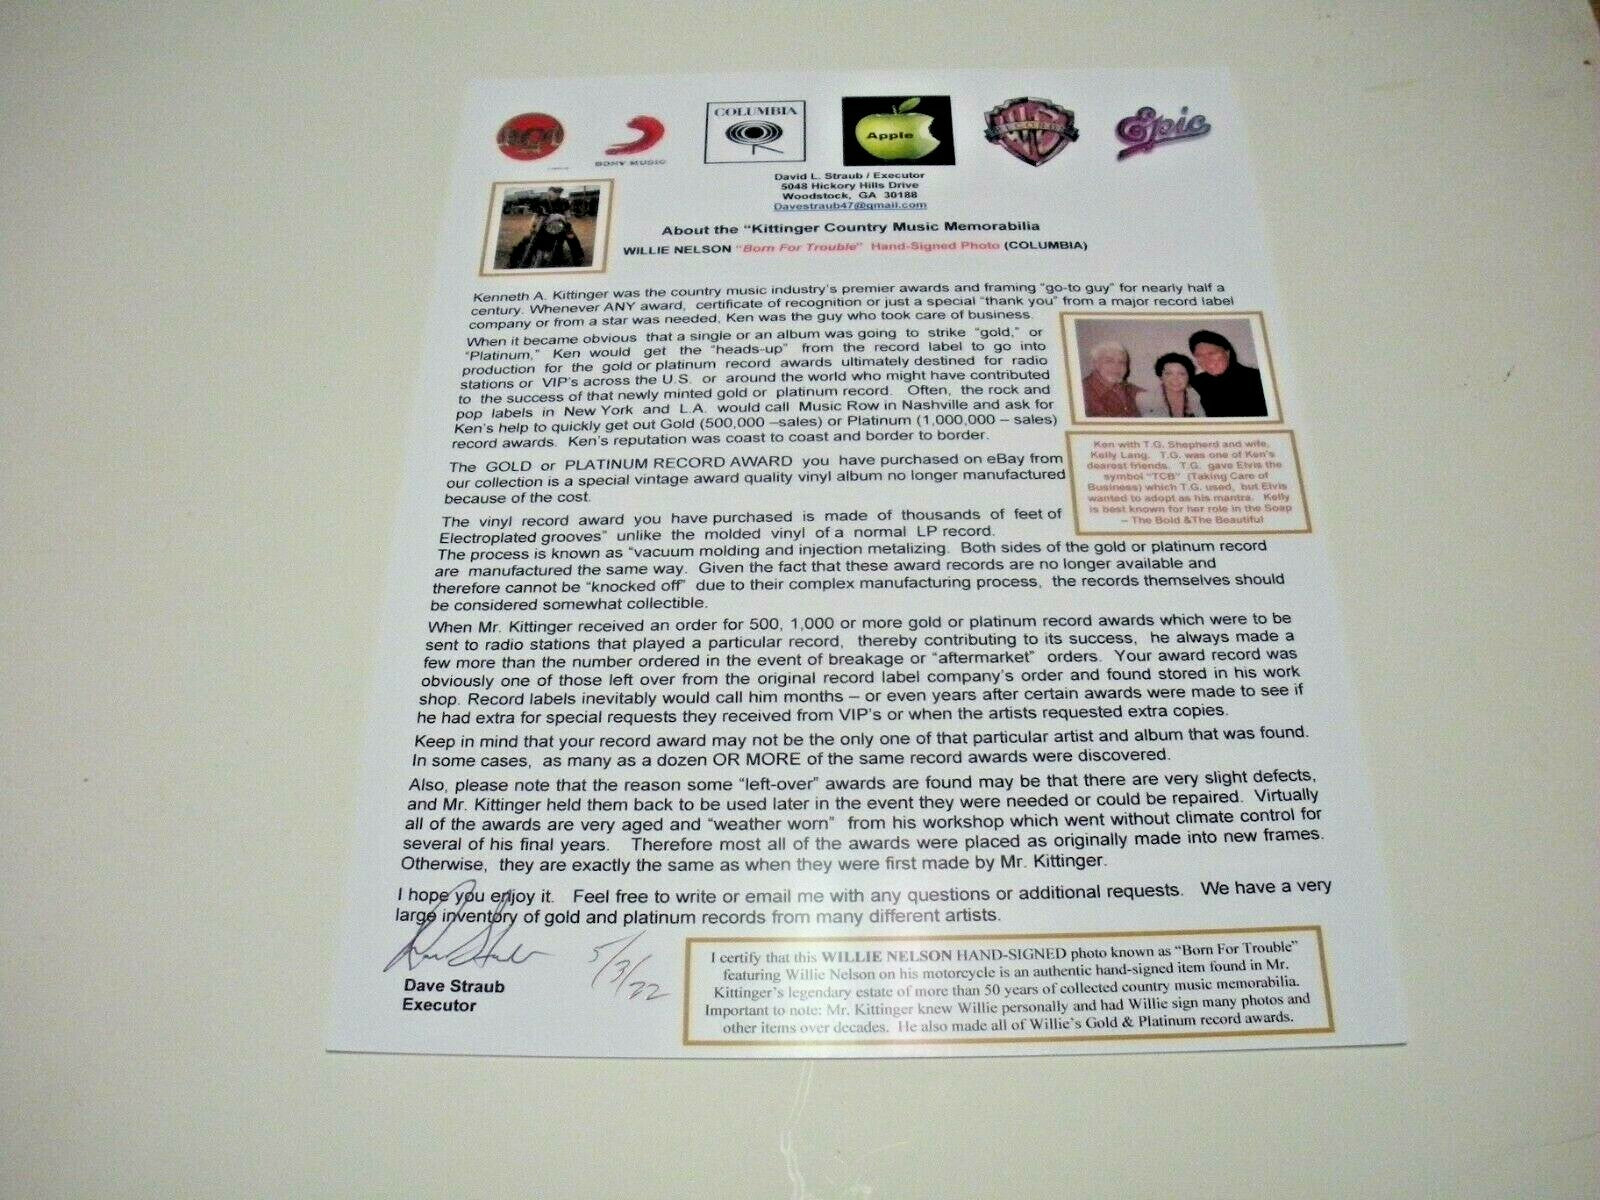 RCA
SONY MUSIC
COLUMBIA
Apple
RECORDS
Epic
David L. Straub / Executor
5048 Hickory Hills Drive
Woodstock, GA 30188
Davestraub47@gmail.com
About the “Kittinger Country Music Memorabilia
WILLIE NELSON “Born For Trouble” Hand-Signed Photo (COLUMBIA)
Kenneth A. Kittinger was the country music industry’s premier awards and framing “go-to guy” for nearly half a
century. Whenever ANY award, certificate of recognition or just a special “thank you” from a major record label
company or from a star was needed, Ken was the guy who took care of business.
When it became obvious that a single or an album was going to strike “gold,” or
“Platinum,” Ken would get the “heads-up” from the record label to go into
production for the gold or platinum record awards ultimately destined for radio
stations or VIP’s across the U.S. or around the world who might have contributed
to the success of that newly minted gold or platinum record. Often, the rock and
pop labels in New York and L.A. would call Music Row in Nashville and ask for
Ken’s help to quickly get out Gold (500,000 –sales) or Platinum (1,000,000 – sales)
record awards. Ken’s reputation was coast to coast and border to border.
Ken with T.G. Shepherd and wife,
Kelly Lang. T.G. was one of Ken’s
dearest friends. T.G. gave Elvis the
symbol “TCB” (Taking Care of
Business) which T.G. used, but Elvis
wanted to adopt as his mantra. Kelly
is best known for her role in the Soap
– The Bold &The Beautiful
The GOLD or PLATINUM RECORD AWARD you have purchased on eBay from
our collection is a special vintage award quality vinyl album no longer manufactured
because of the cost.
The vinyl record award you have purchased is made of thousands of feet of
Electroplated grooves” unlike the molded vinyl of a normal LP record.
The process is known as “vacuum molding and injection metalizing. Both sides of the gold or platinum record
are manufactured the same way. Given the fact that these award records are no longer available and
therefore cannot be “knocked off” due to their complex manufacturing process, the records themselves should
be considered somewhat collectible.
When Mr. Kittinger received an order for 500, 1,000 or more gold or platinum record awards which were to be
sent to radio stations that played a particular record, thereby contributing to its success, he always made a
few more than the number ordered in the event of breakage or “aftermarket” orders. Your award record was
obviously one of those left over from the original record label company’s order and found stored in his work
shop. Record labels inevitably would call him months – or even years after certain awards were made to see if
he had extra for special requests they received from VIP’s or when the artists requested extra copies.
Keep in mind that your record award may not be the only one of that particular artist and album that was found.
In some cases, as many as a dozen OR MORE of the same record awards were discovered.
Also, please note that the reason some “left-over” awards are found may be that there are very slight defects,
and Mr. Kittinger held them back to be used later in the event they were needed or could be repaired. Virtually
all of the awards are very aged and “weather worn” from his workshop which went without climate control for
several of his final years. Therefore most all of the awards were placed as originally made into new frames.
Otherwise, they are exactly the same as when they were first made by Mr. Kittinger.
I hope you enjoy it. Feel free to write or email me with any questions or additional requests. We have a very
large inventory of gold and platinum records from many different artists.
5/3/22
Dave Straub
Executor
I certify that this WILLIE NELSON HAND-SIGNED photo known as “Born For Trouble”
featuring Willie Nelson on his motorcycle is an authentic hand-signed item found in Mr.
Kittinger’s legendary estate of more than 50 years of collected country music memorabilia.
Important to note: Mr. Kittinger knew Willie personally and had Willie sign many photos and
other items over decades. He also made all of Willie’s Gold & Platinum record awards.